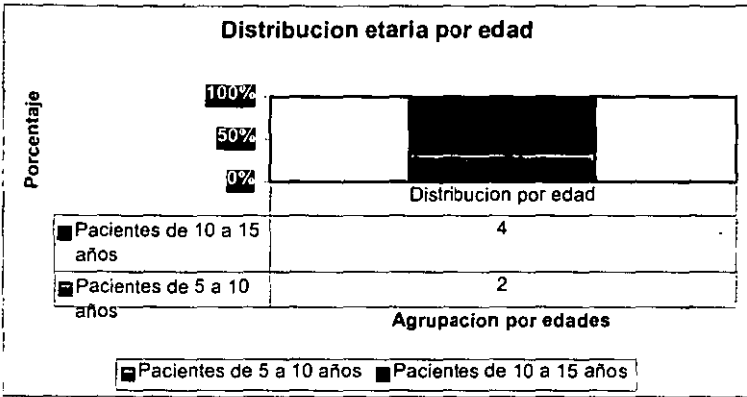 Distribucion etaria por edad
Porcentaje
100%
50%
0%
Distribucion por edad
Pacientes de 10 a 15 años
4
Pacientes de 5 a 10 años
2
Agrupacion por edades
Pacientes de 5 a 10 años
Pacientes de 10 a 15 años